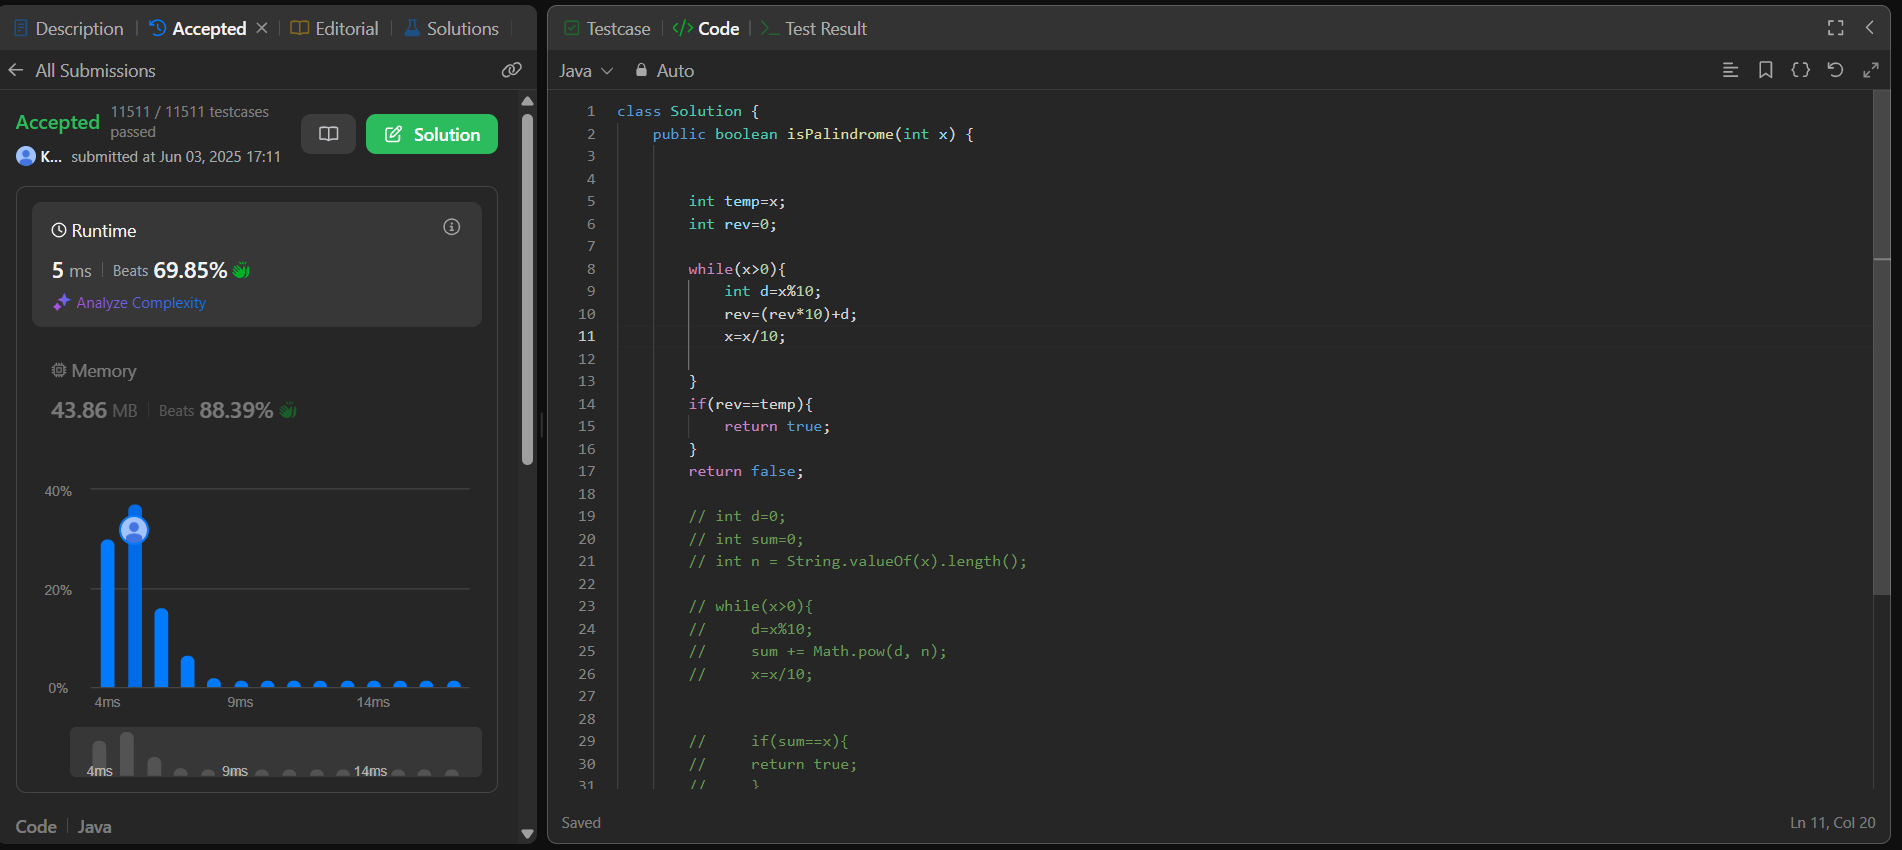 Description | Accepted × Editorial Solutions
All Submissions
Accepted 11511 / 11511 testcases passed
K... submitted at Jun 03, 2025 17:11
Solution
Runtime
5 ms | Beats 69.85%
Analyze Complexity
Memory
43.86 MB | Beats 88.39%
40%
20%
0%
4ms 9ms 14ms
4ms 9ms 14ms
Code | Java
Testcase | </> Code | >_ Test Result
Java Auto
1 class Solution {
2 public boolean isPalindrome(int x) {
3
4
5 int temp=x;
6 int rev=0;
7
8 while(x>0){
9 int d=x%10;
10 rev=(rev*10)+d;
11 x=x/10;
12
13 }
14 if(rev==temp){
15 return true;
16 }
17 return false;
18
19 // int d=0;
20 // int sum=0;
21 // int n = String.valueOf(x).length();
22
23 // while(x>0){
24 // d=x%10;
25 // sum += Math.pow(d, n);
26 // x=x/10;
27
28
29 // if(sum==x){
30 // return true;
31 // }
Saved
Ln 11, Col 20